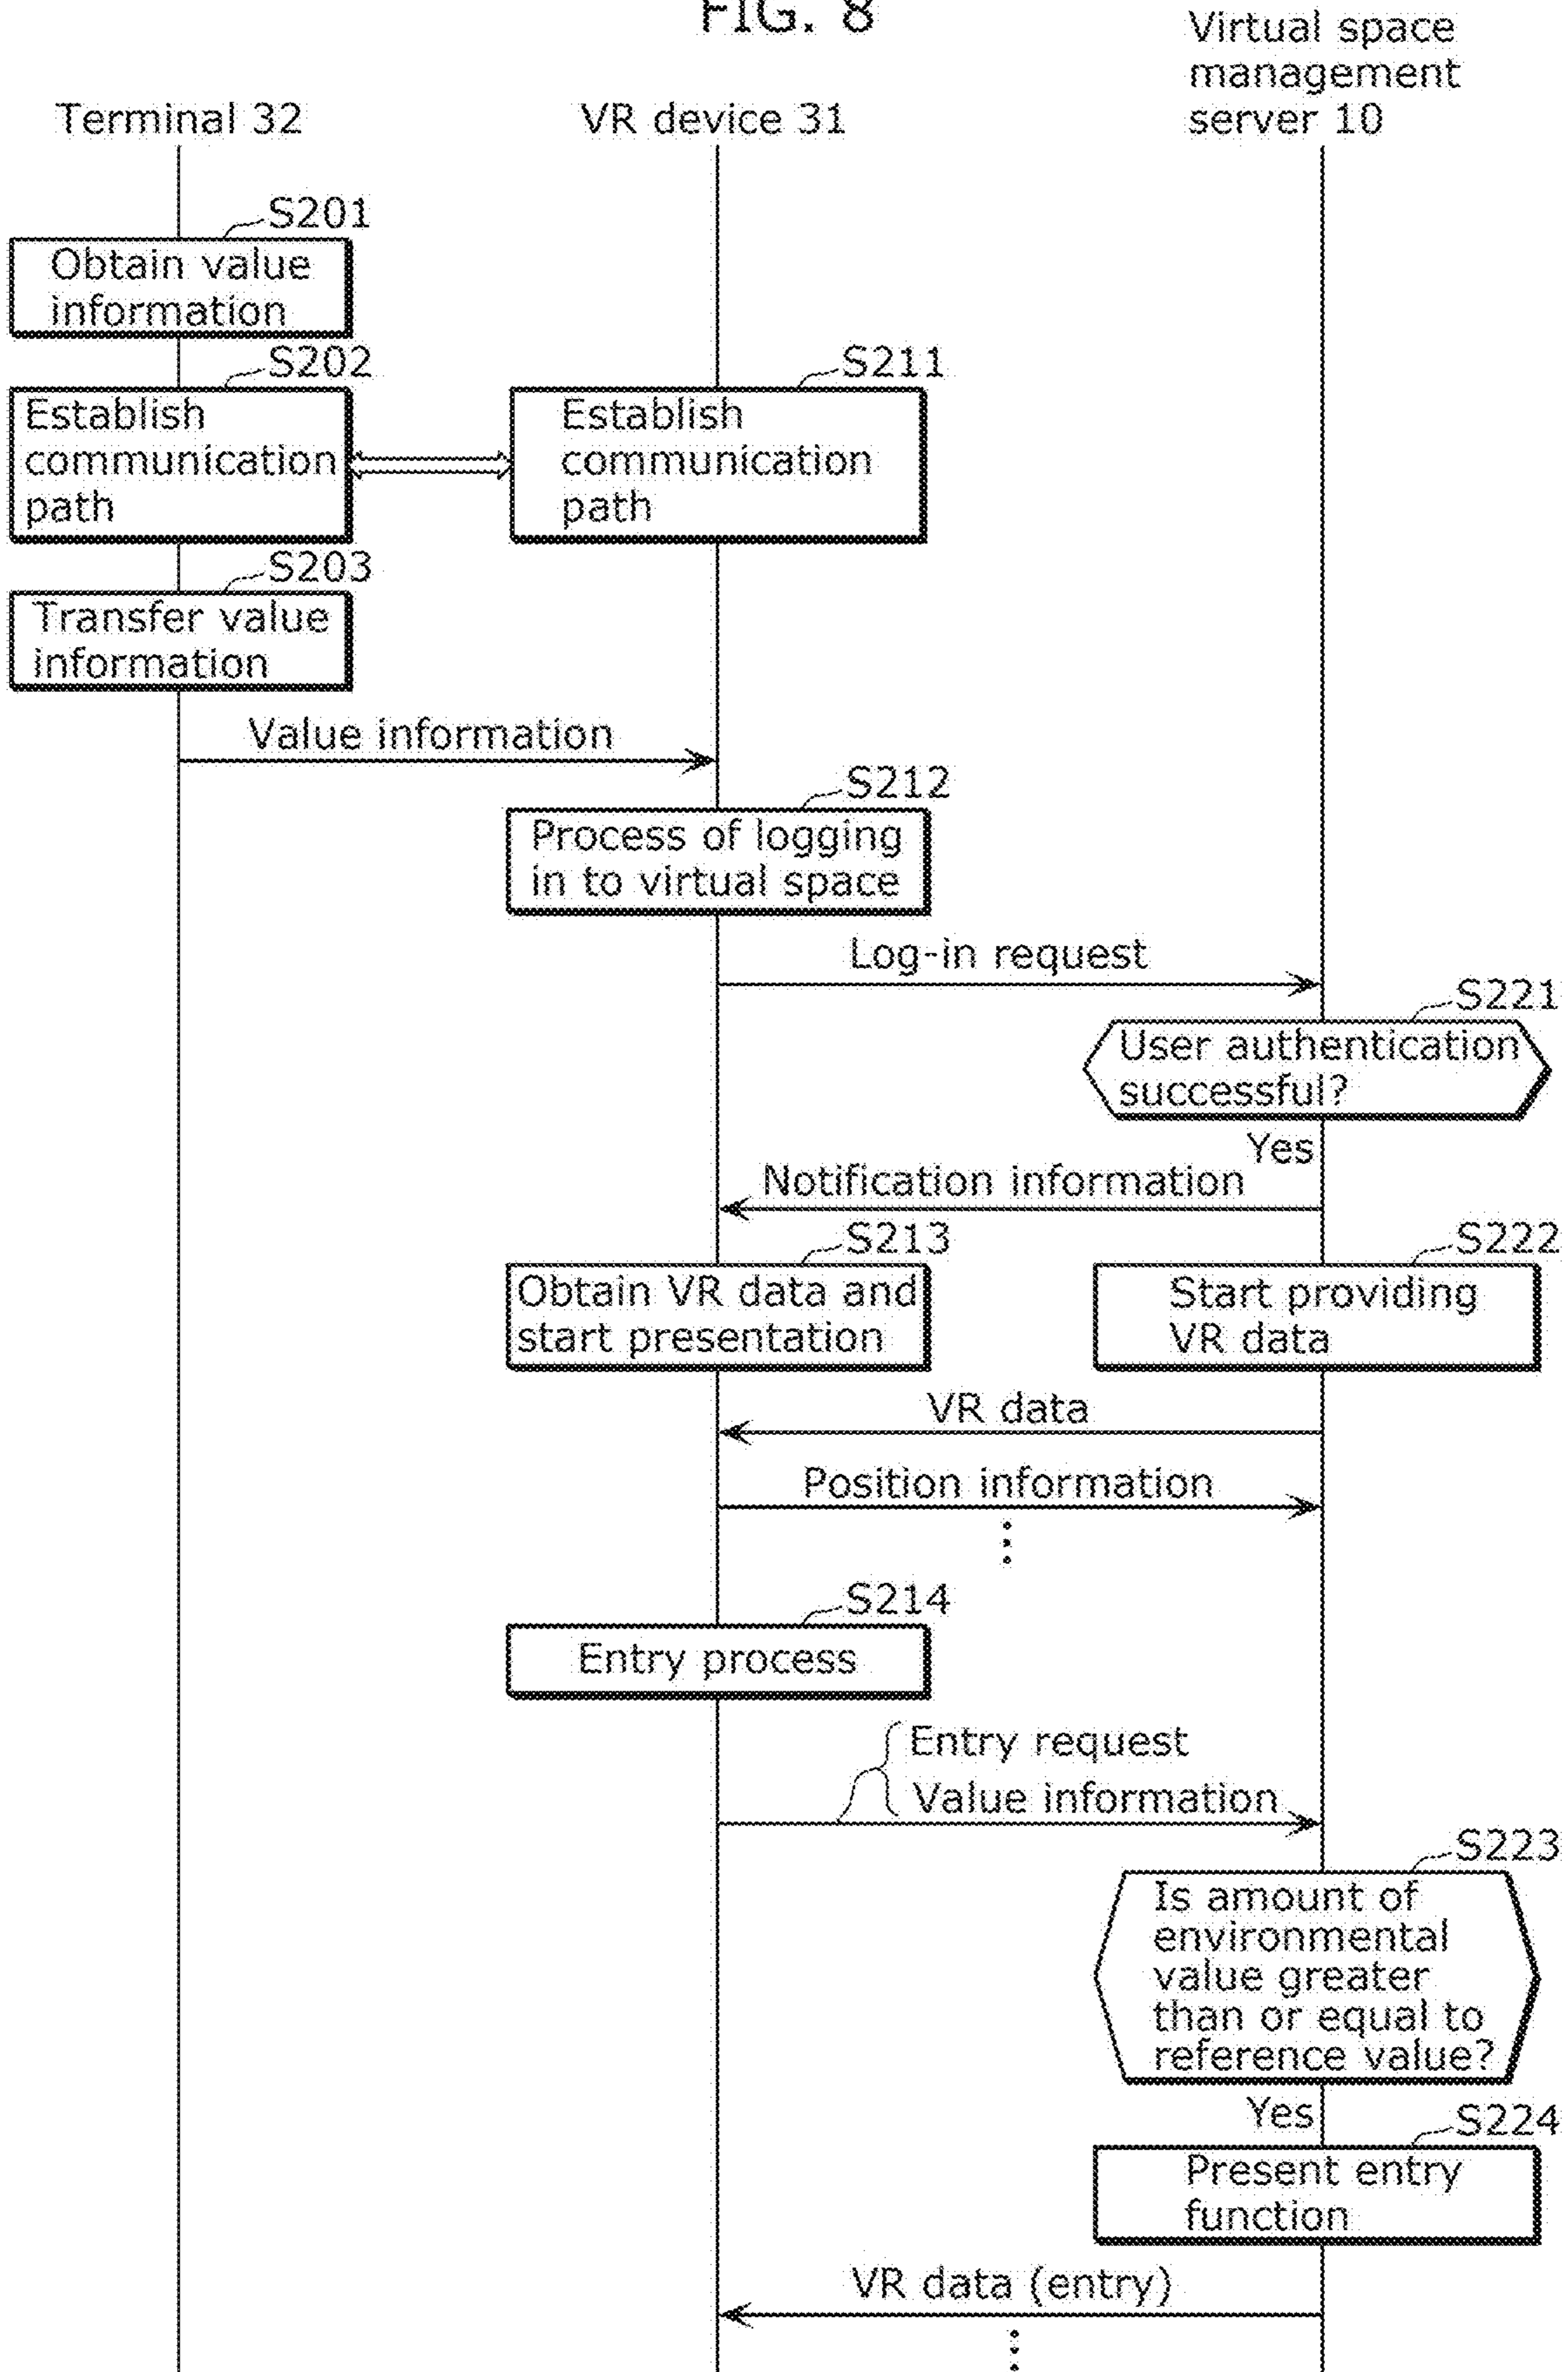 FIG. 8
Virtual space
management
server 10
Terminal 32
VR device 31
S201
Obtain value
information
S202
Establish
communication
path
S211
Establish
communication
path
S203
Transfer value
information
Value information
S212
Process of logging
in to virtual space
Log-in request
S221
User authentication
successful?
Yes
Notification information
S213
Obtain VR data and
start presentation
S222
Start providing
VR data
VR data
Position information
S214
Entry process
Entry request
Value information
S223
Is amount of
environmental
value greater
than or equal to
reference value?
Yes
S224
Present entry
function
VR data (entry)